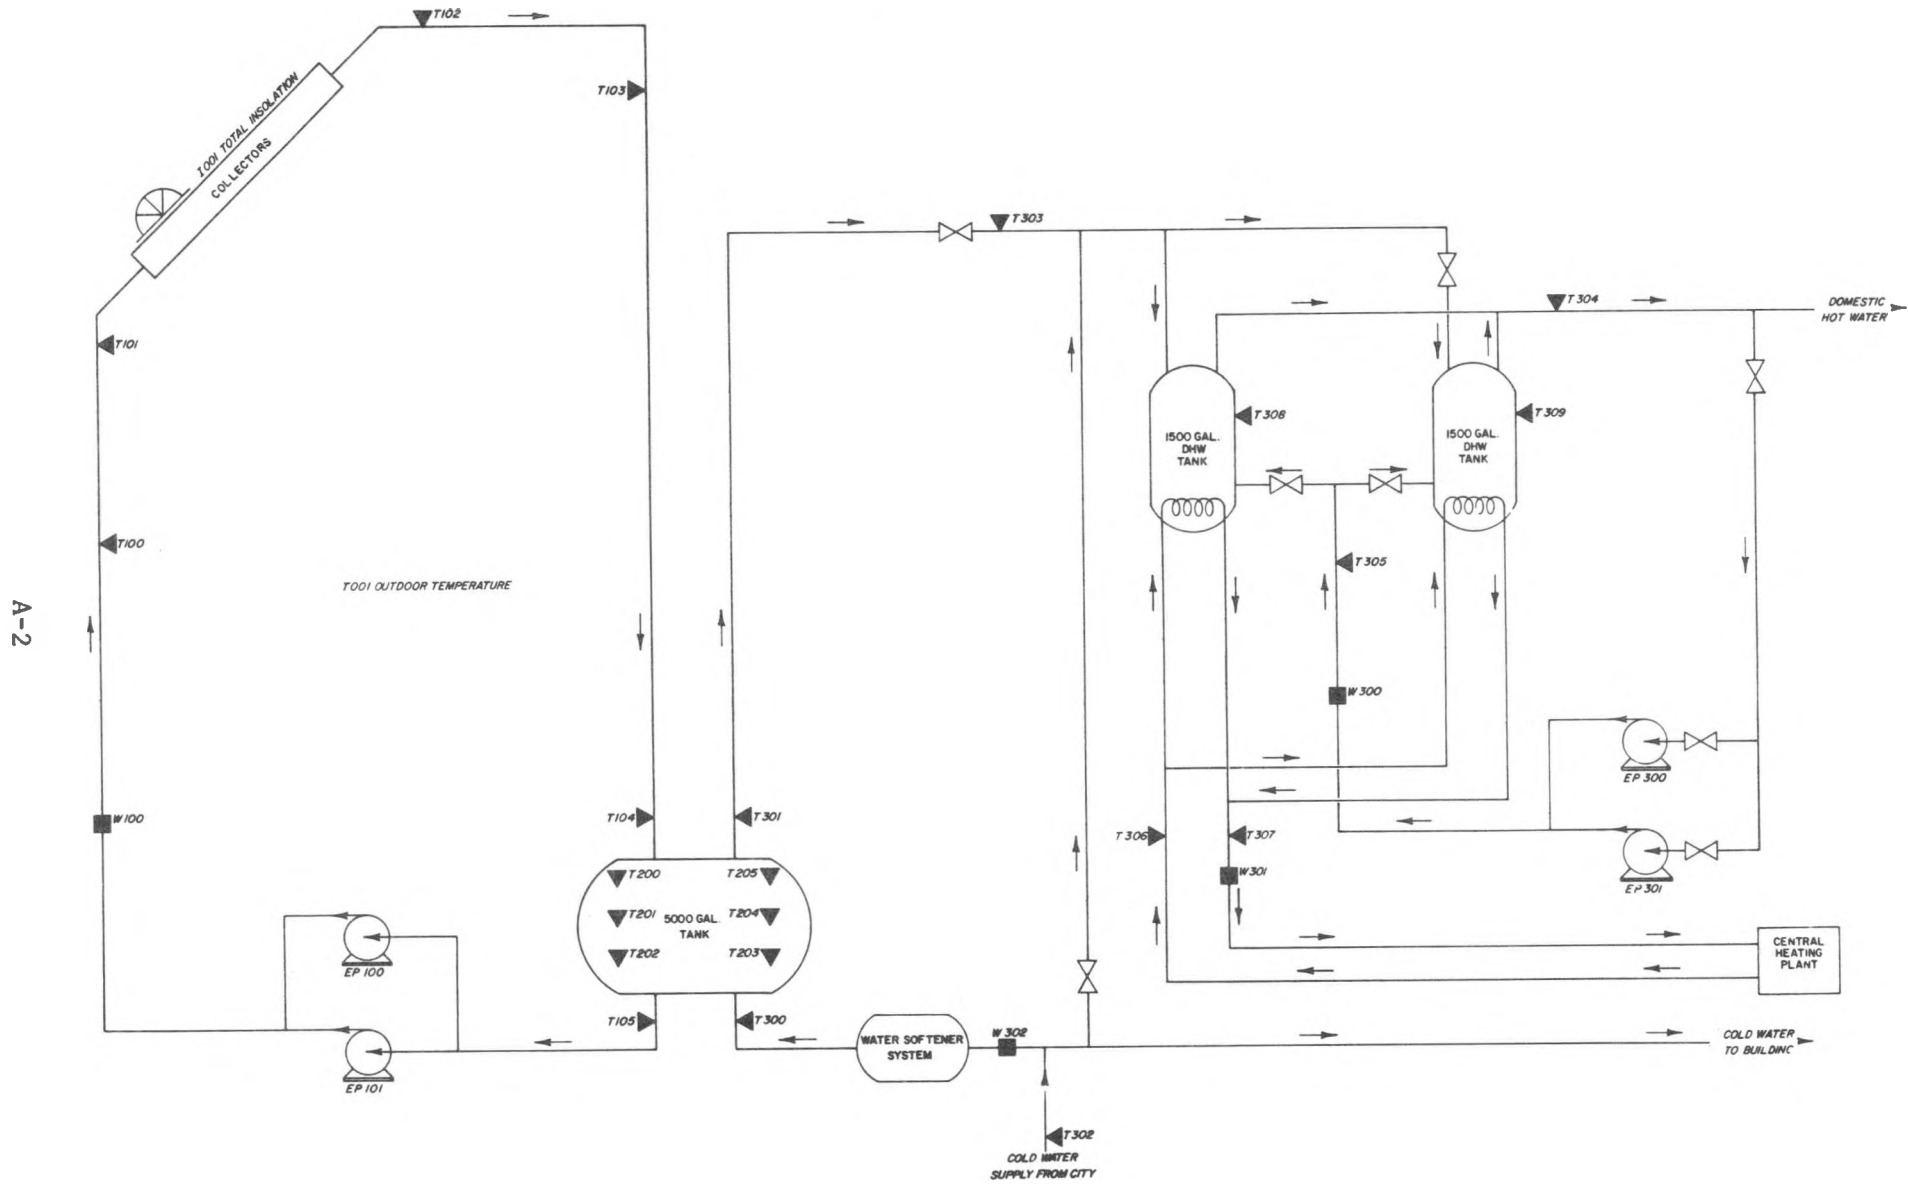 T102
T103
I001 TOTAL INSOLATION
COLLECTORS
T303
T304
DOMESTIC
HOT WATER
T101
T308
T309
1500 GAL.
DHW
TANK
1500 GAL.
DHW
TANK
T100
T305
T001 OUTDOOR TEMPERATURE
A-2
W300
EP 300
W100
T104
T301
T306
T307
T200
T205
W301
EP 301
T201
5000 GAL.
TANK
T204
T202
T203
EP 100
CENTRAL
HEATING
PLANT
T105
T300
W 302
WATER SOFTENER
SYSTEM
COLD WATER
TO BUILDING
EP 101
T302
COLD WATER
SUPPLY FROM CITY